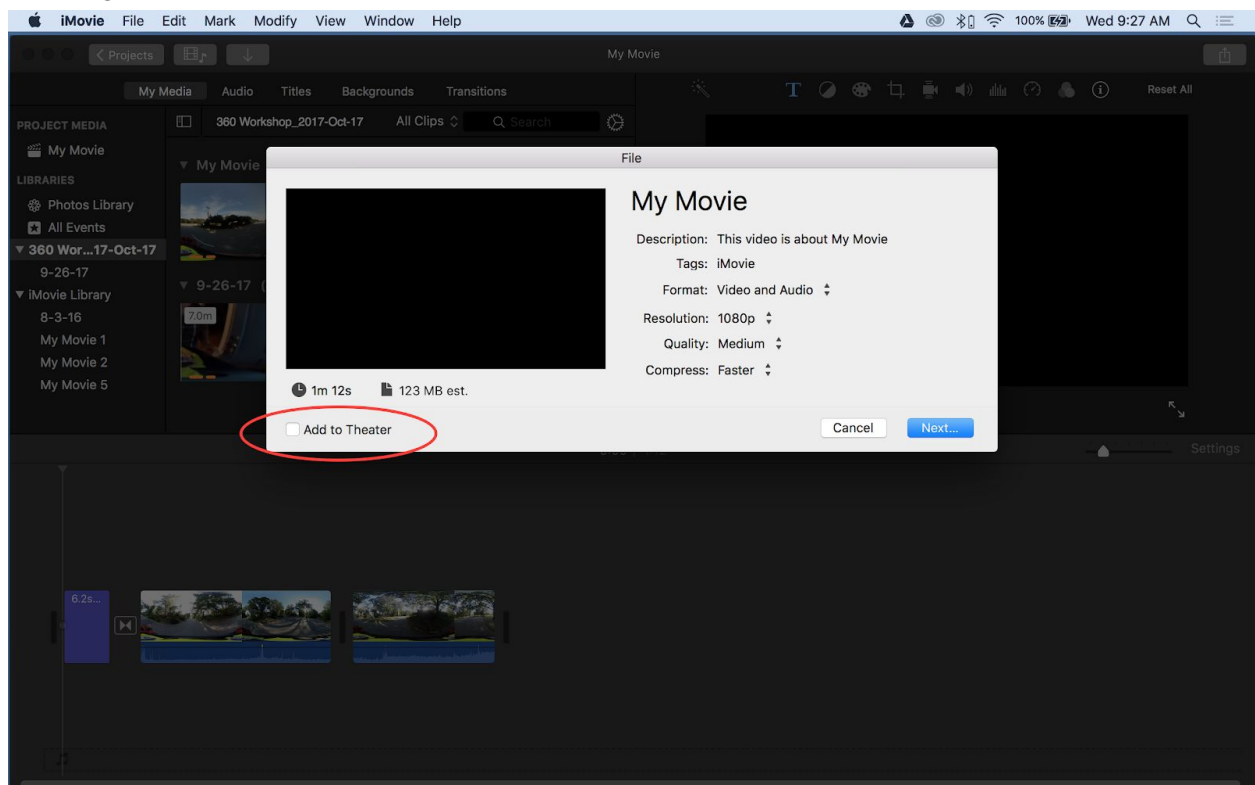 iMovie File Edit Mark Modify View Window Help 100% Wed 9:27 AM
Projects My Movie
My Media Audio Titles Backgrounds Transitions T Reset All
PROJECT MEDIA 360 Workshop_2017-Oct-17 All Clips Search
My Movie
My Movie
LIBRARIES
Photos Library
All Events
360 Wor...17-Oct-17
9-26-17
iMovie Library
8-3-16
My Movie 1
My Movie 2
My Movie 5
9-26-17 (
7.0m
File
My Movie
Description: This video is about My Movie
Tags: iMovie
Format: Video and Audio
Resolution: 1080p
Quality: Medium
Compress: Faster
1m 12s 123 MB est.
Add to Theater Cancel Next...
Settings
6.2s...